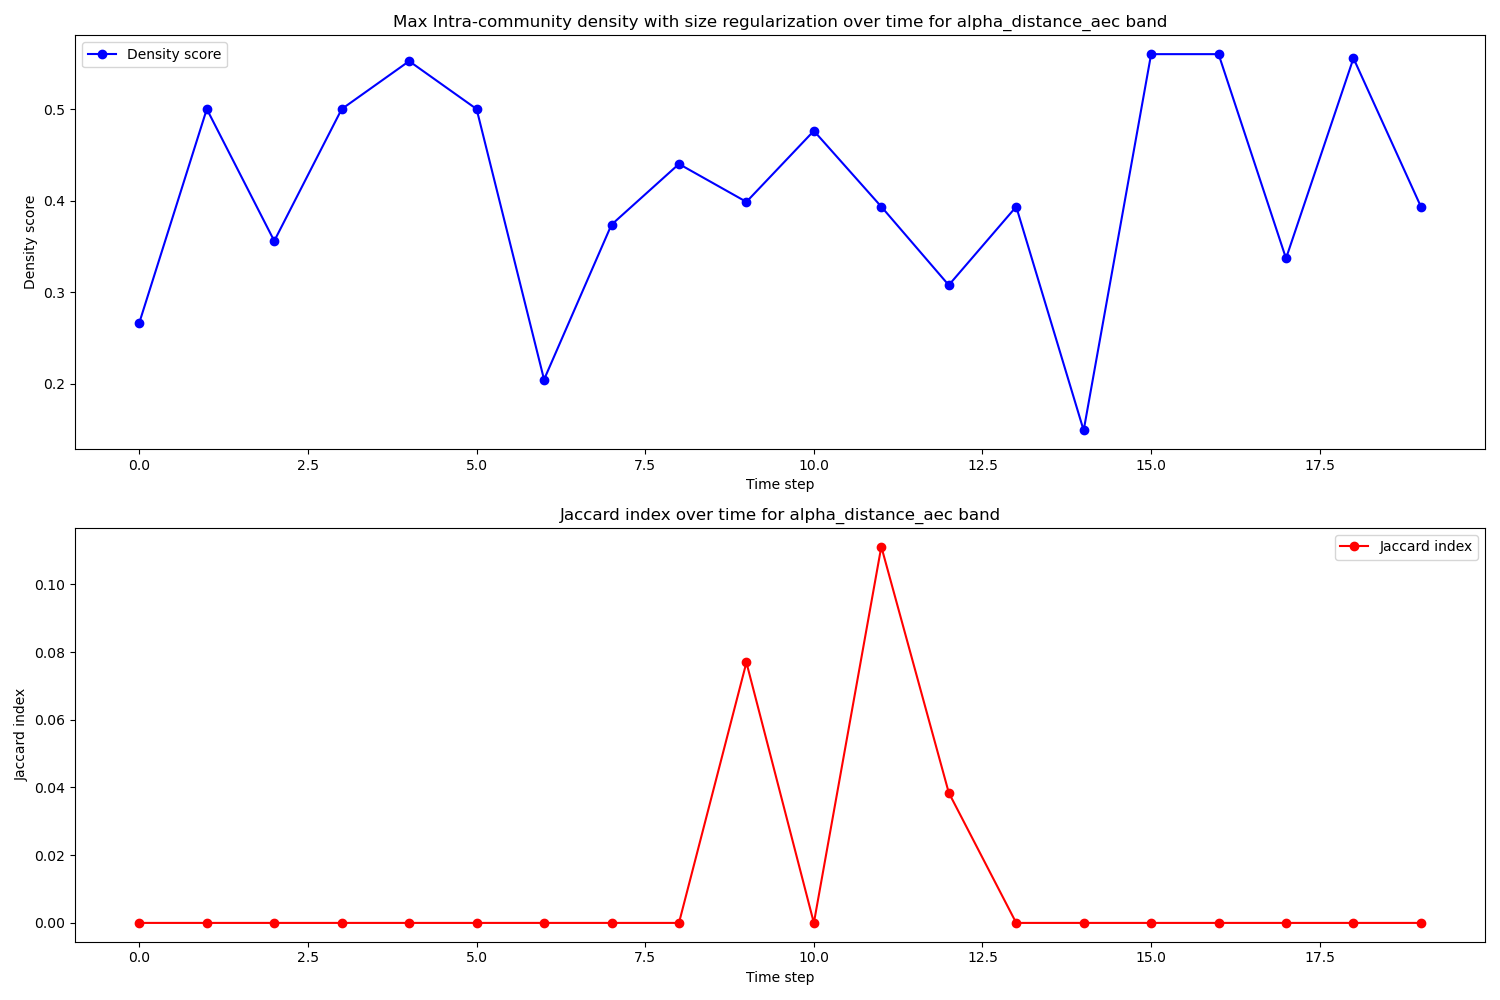 Max Intra-community density with size regularization over time for alpha_distance_aec band
Density score
Density score
0.5
0.4
0.3
0.2
0.0 2.5 5.0 7.5 10.0 12.5 15.0 17.5
Time step
Jaccard index over time for alpha_distance_aec band
Jaccard index
Jaccard index
0.10
0.08
0.06
0.04
0.02
0.00
0.0 2.5 5.0 7.5 10.0 12.5 15.0 17.5
Time step